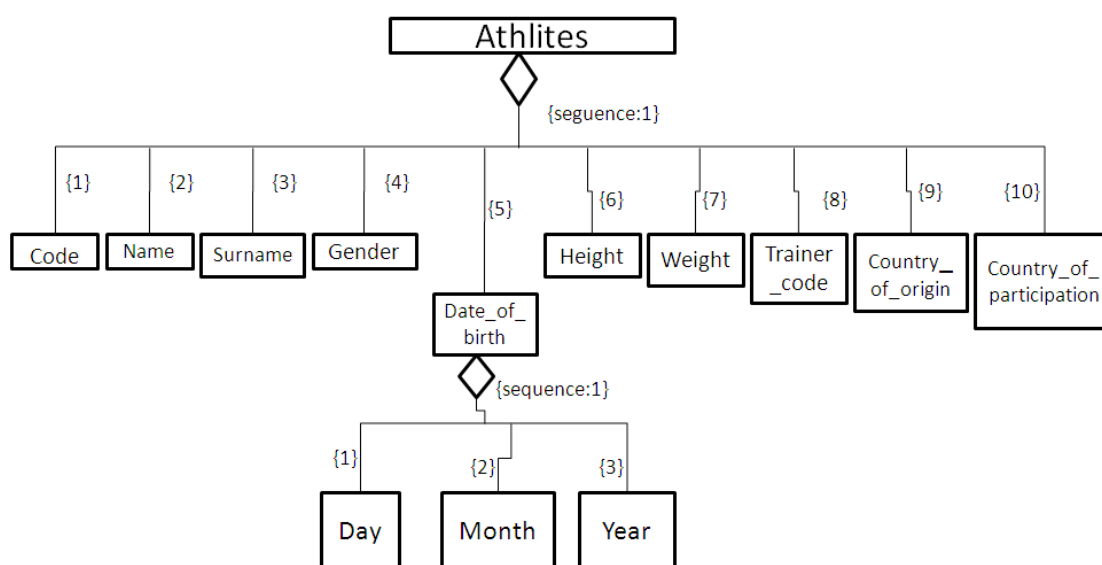 Athlites
{seguence:1}
{1}
{2}
{3}
{4}
{5}
{6}
{7}
{8}
{9}
{10}
Code
Name
Surname
Gender
Height
Weight
Trainer
_code
Country_
of_origin
Country_of_
participation
Date_of_
birth
{sequence:1}
{1}
{2}
{3}
Day
Month
Year